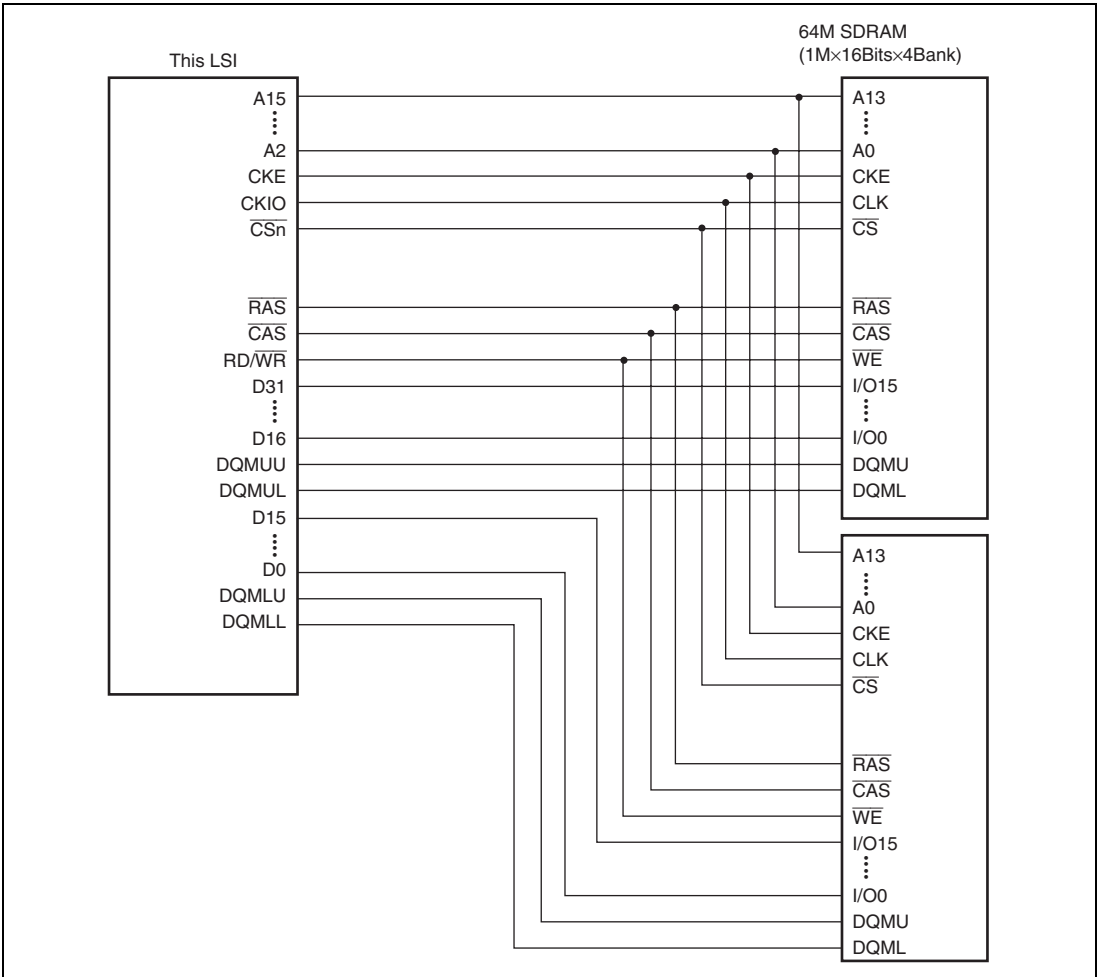 64M SDRAM
(1M×16Bits×4Bank)
This LSI
A15
A2
CKE
CKIO
CSn
RAS
CAS
RD/WR
D31
D16
DQMUU
DQMUL
D15
D0
DQMLU
DQMLL
A13
A0
CKE
CLK
CS
RAS
CAS
WE
I/O15
I/O0
DQMU
DQML
A13
A0
CKE
CLK
CS
RAS
CAS
WE
I/O15
I/O0
DQMU
DQML